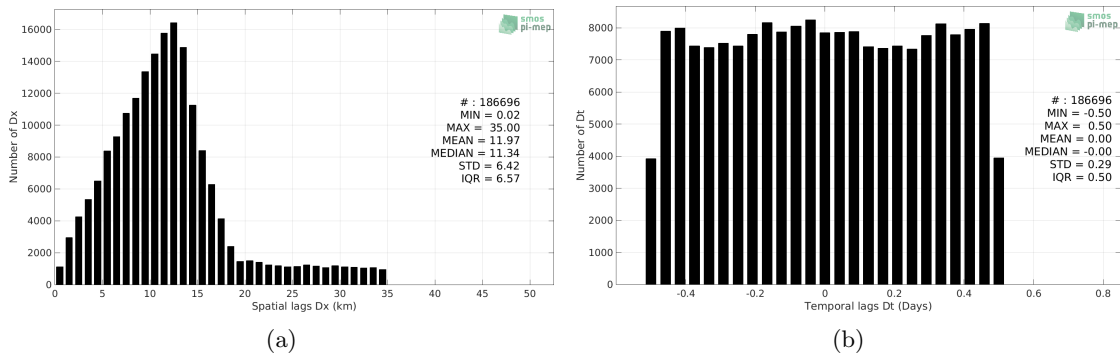 smos
pi-mep
16000
14000
12000
10000
8000
6000
4000
2000
0
Number of Dx
# : 186696
MIN = 0.02
MAX = 35.00
MEAN = 11.97
MEDIAN = 11.34
STD = 6.42
IQR = 6.57
0 5 10 15 20 25 30 35 40 45 50
Spatial lags Dx (km)
(a)
smos
pi-mep
8000
7000
6000
5000
4000
3000
2000
1000
0
Number of Dt
# : 186696
MIN = -0.50
MAX = 0.50
MEAN = 0.00
MEDIAN = -0.00
STD = 0.29
IQR = 0.50
-0.4 -0.2 0 0.2 0.4 0.6 0.8
Temporal lags Dt (Days)
(b)